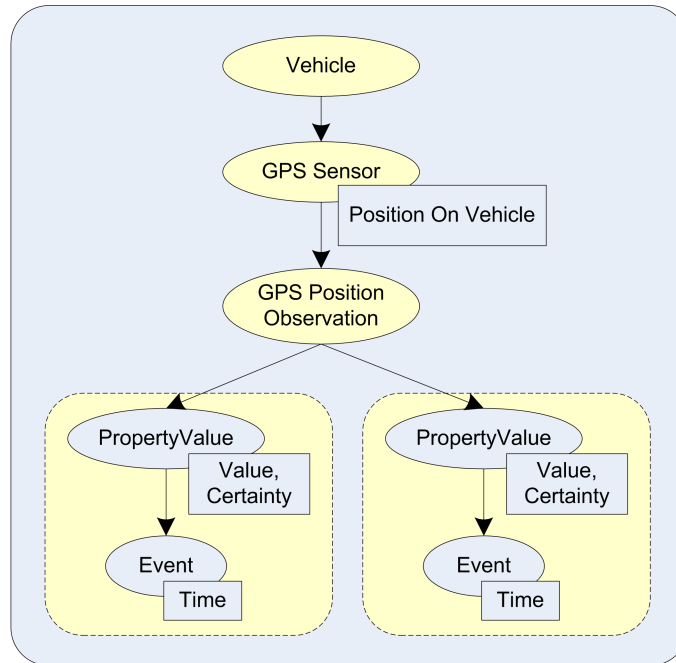 Vehicle
GPS Sensor
Position On Vehicle
GPS Position
Observation
PropertyValue
Value,
Certainty
Event
Time
PropertyValue
Value,
Certainty
Event
Time